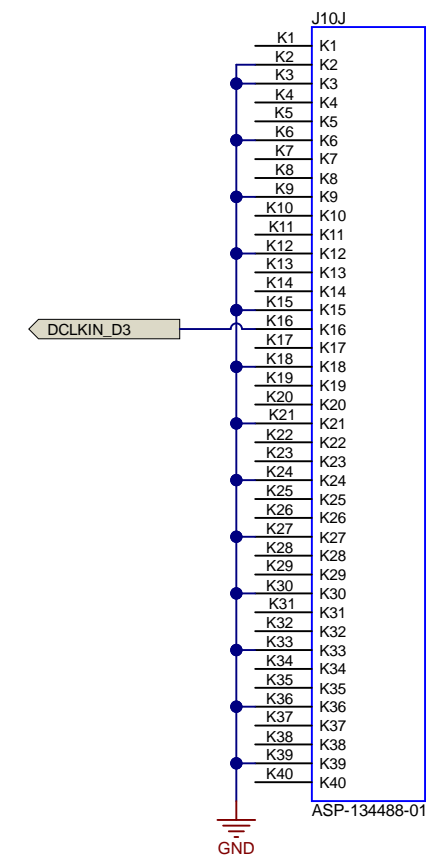 J10J
K1 K1
K2 K2
K3 K3
K4 K4
K5 K5
K6 K6
K7 K7
K8 K8
K9 K9
K10 K10
K11 K11
K12 K12
K13 K13
K14 K14
K15 K15
DCLKIN_D3 K16 K16
K17 K17
K18 K18
K19 K19
K20 K20
K21 K21
K22 K22
K23 K23
K24 K24
K25 K25
K26 K26
K27 K27
K28 K28
K29 K29
K30 K30
K31 K31
K32 K32
K33 K33
K34 K34
K35 K35
K36 K36
K37 K37
K38 K38
K39 K39
K40 K40
ASP-134488-01
GND